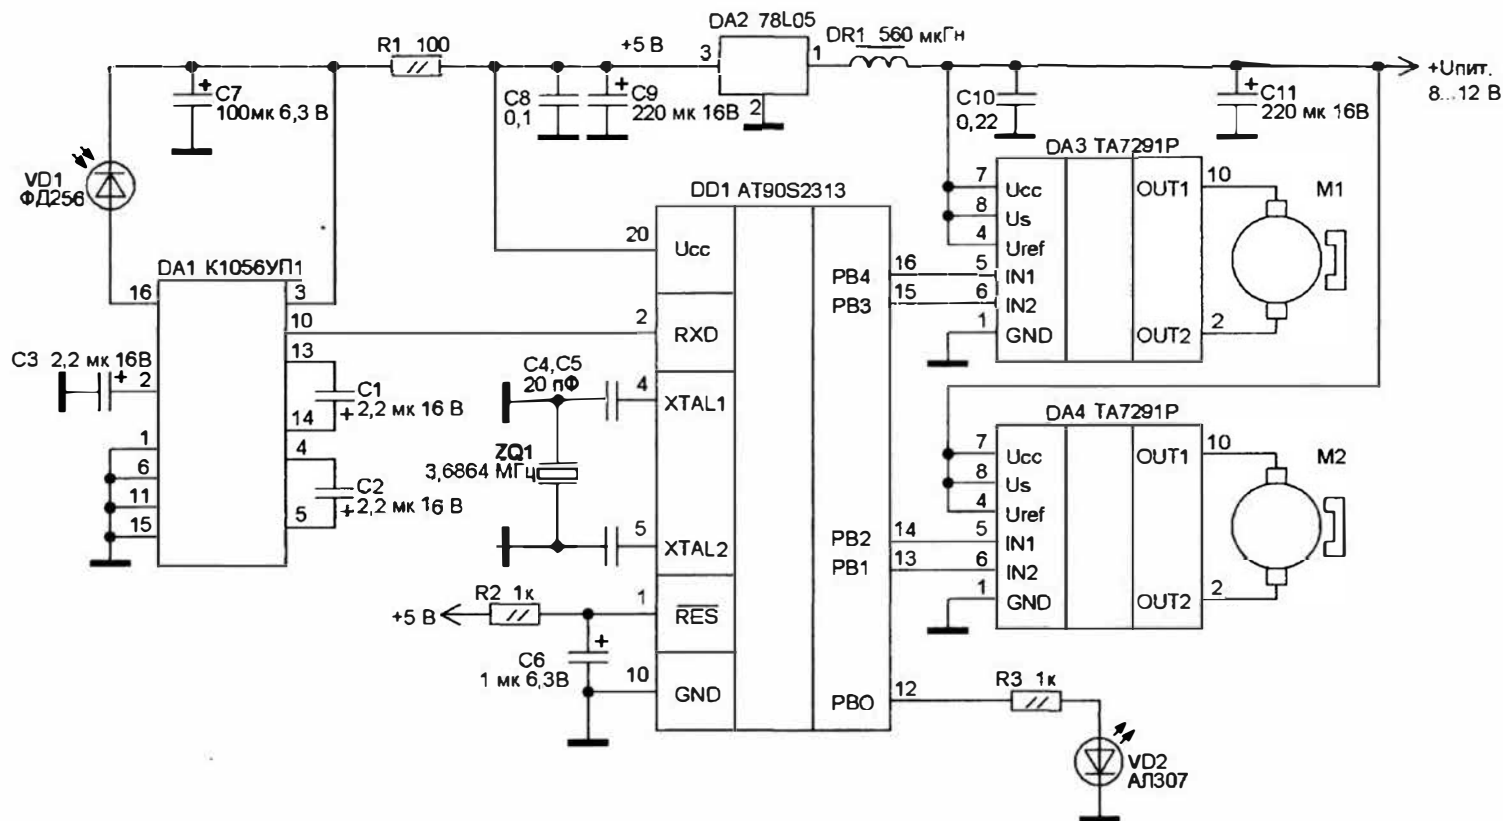 DA2 78L05
DR1 560 мкГн
R1 100
+5 В
3
1
2
+Uпит.
8...12 В
+
C7
100мк 6,3 В
C8
0,1
+
C9
220 мк 16В
C10
0,22
+
C11
220 мк 16В
VD1
ФД256
DA1 К1056УП1
16
3
10
C3 2,2 мк 16В
+
2
13
C1
+
2,2 мк 16 В
14
1
6
11
15
4
C2
+
2,2 мк 16 В
5
DD1 AT90S2313
20
Ucc
2
RXD
C4,C5
20 пФ
4
XTAL1
ZQ1
3,6864 МГц
5
XTAL2
+5 В
R2 1к
1
RES
+
C6
1 мк 6,3В
10
GND
PB4
16
PB3
15
PB2
14
PB1
13
PB0
12
R3 1к
VD2
АЛ307
DA3 TA7291P
7
Ucc
8
Us
4
Uref
5
IN1
6
IN2
1
GND
OUT1
10
OUT2
2
M1
DA4 TA7291P
7
Ucc
8
Us
4
Uref
5
IN1
6
IN2
1
GND
OUT1
10
OUT2
2
M2